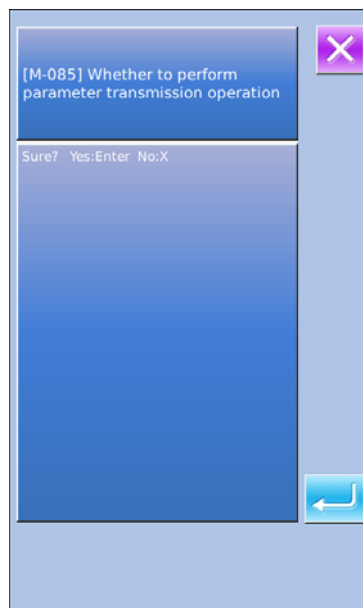 [M-085] Whether to perform
parameter transmission operation
Sure?  Yes:Enter  No:X